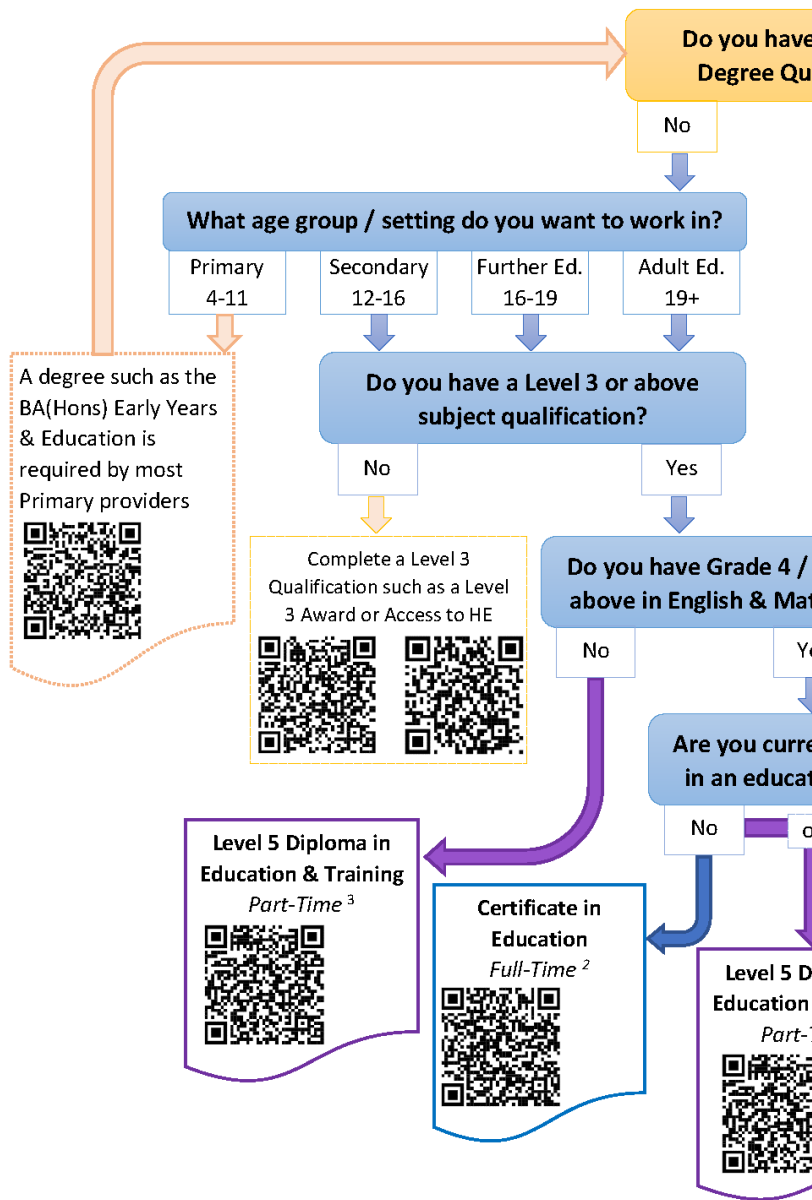 Do you have
Degree Qu
No
What age group / setting do you want to work in?
Primary
4-11
Secondary
12-16
Further Ed.
16-19
Adult Ed.
19+
A degree such as the
BA(Hons) Early Years
& Education is
required by most
Primary providers
Do you have a Level 3 or above
subject qualification?
No
Yes
Complete a Level 3
Qualification such as a Level
3 Award or Access to HE
Do you have Grade 4 /
above in English & Mat
No
Ye
Are you curre
in an educat
No
o
Level 5 Diploma in
Education & Training
Part-Time ³
Certificate in
Education
Full-Time ²
Level 5 D
Education
Part-T